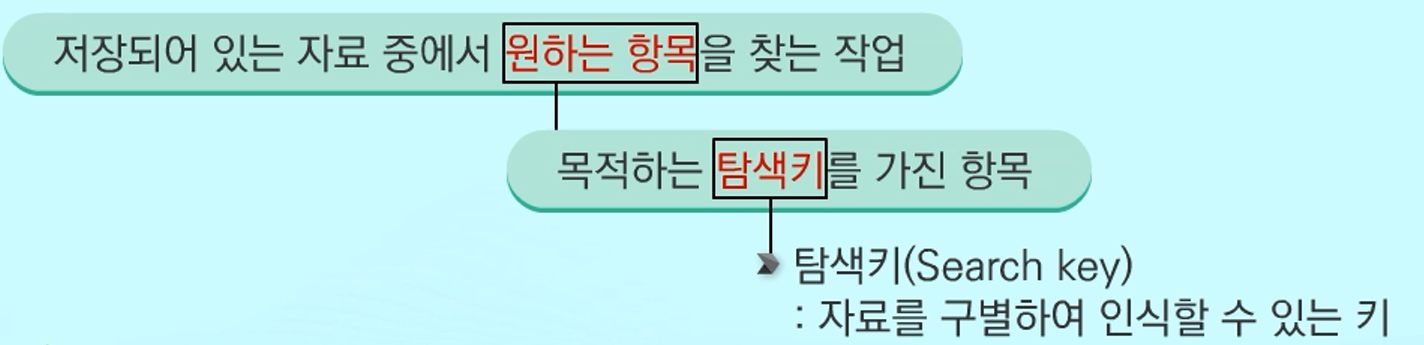 저장되어 있는 자료 중에서 원하는 항목을 찾는 작업
목적하는 탐색키를 가진 항목
탐색키(Search key)
: 자료를 구별하여 인식할 수 있는 키